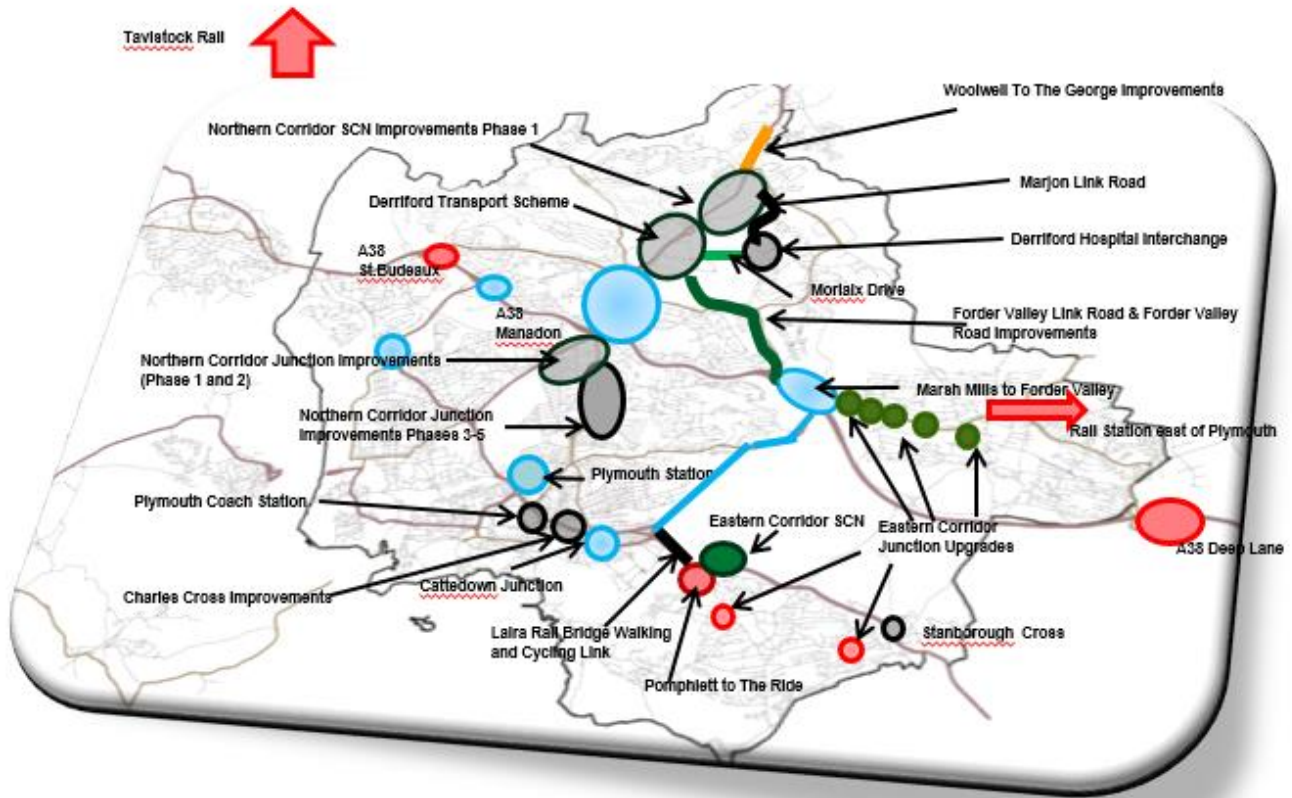 Tavistock Rail
Woolwell To The George Improvements
Northern Corridor SCN Improvements Phase 1
Marjon Link Road
Derriford Transport Scheme
Derriford Hospital Interchange
A38
St.Budeaux
Morlaix Drive
A38
Manadon
Forder Valley Link Road & Forder Valley
Road Improvements
Northern Corridor Junction Improvements
(Phase 1 and 2)
Marsh Mills to Forder Valley
Northern Corridor Junction
Improvements Phases 3-5
Rail Station east of Plymouth
Plymouth Station
Plymouth Coach Station
Eastern Corridor SCN
Eastern Corridor
Junction Upgrades
A38 Deep Lane
Cattedown Junction
Charles Cross Improvements
Laira Rail Bridge Walking
and Cycling Link
Stanborough Cross
Pomphlett to The Ride